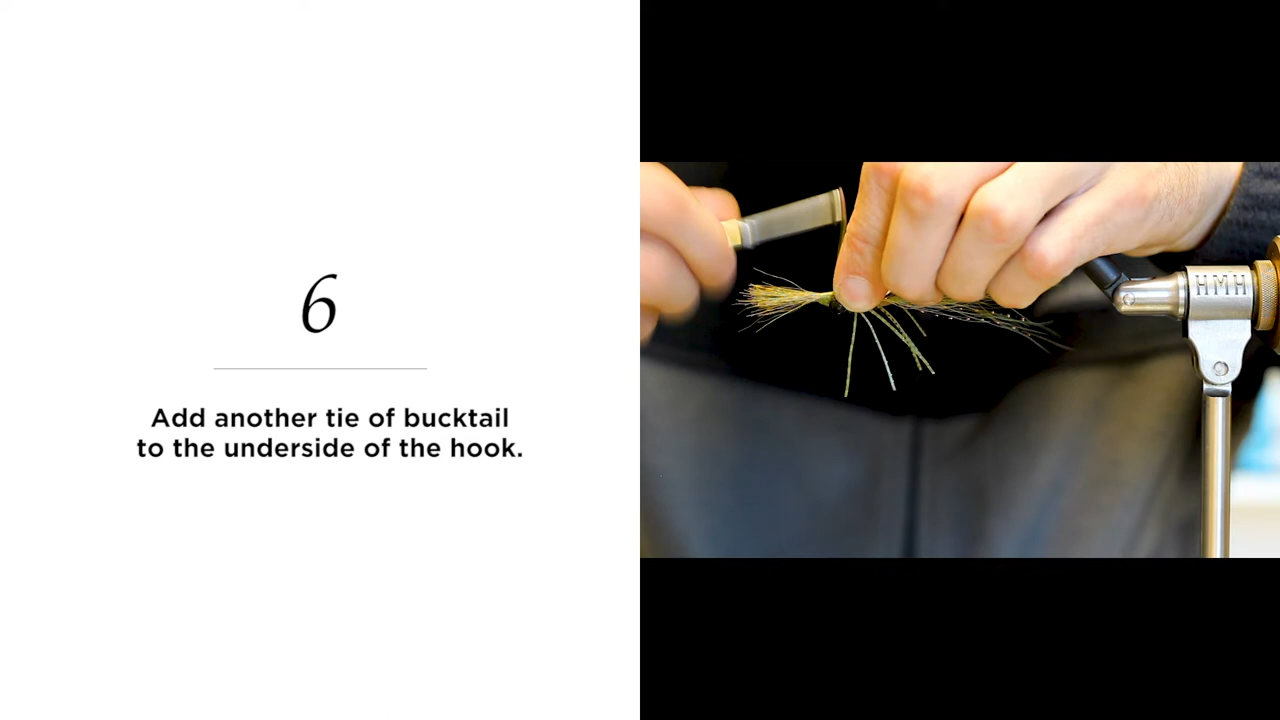 6
Add another tie of bucktail
to the underside of the hook.
HMH